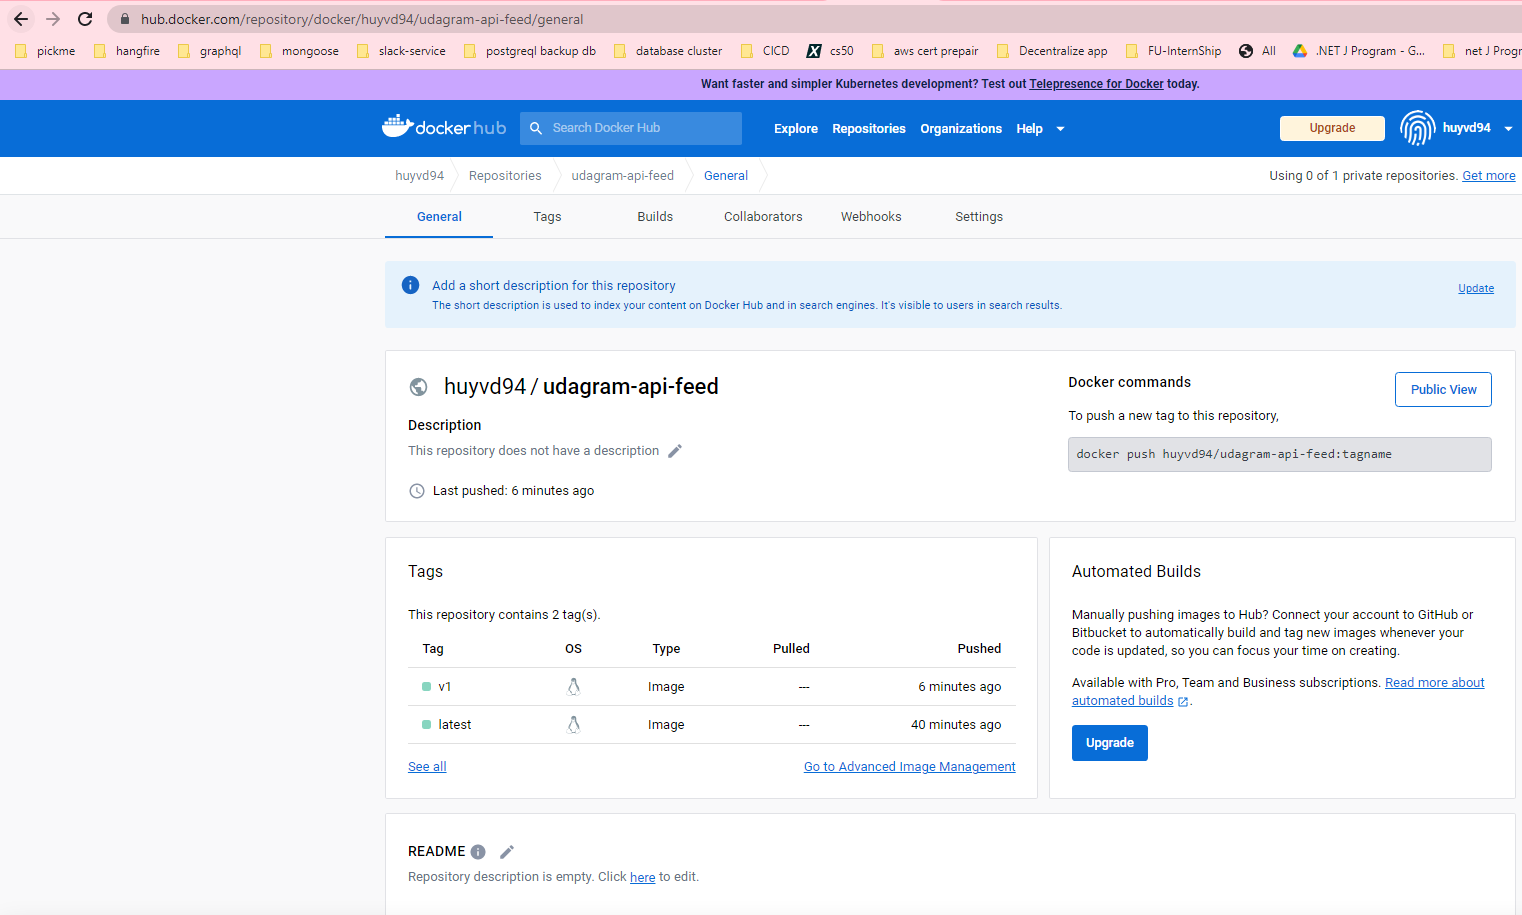 hub.docker.com/repository/docker/huyvd94/udagram-api-feed/general
pickme hangfire graphql mongoose slack-service postgreql backup db database cluster CICD X cs50 aws cert prepair Decentralize app FU-InternShip All .NET J Program - G... net J Progr
Want faster and simpler Kubernetes development? Test out Telepresence for Docker today.
dockerhub Search Docker Hub Explore Repositories Organizations Help Upgrade huyvd94
huyvd94 Repositories udagram-api-feed General Using 0 of 1 private repositories. Get more
General Tags Builds Collaborators Webhooks Settings
Add a short description for this repository
The short description is used to index your content on Docker Hub and in search engines. It's visible to users in search results.
Update
huyvd94 / udagram-api-feed
Description
This repository does not have a description
Last pushed: 6 minutes ago
Docker commands
Public View
To push a new tag to this repository,
docker push huyvd94/udagram-api-feed:tagname
Tags
This repository contains 2 tag(s).
Tag OS Type Pulled Pushed
v1 Image --- 6 minutes ago
latest Image --- 40 minutes ago
See all Go to Advanced Image Management
Automated Builds
Manually pushing images to Hub? Connect your account to GitHub or
Bitbucket to automatically build and tag new images whenever your
code is updated, so you can focus your time on creating.
Available with Pro, Team and Business subscriptions. Read more about
automated builds .
Upgrade
README
Repository description is empty. Click here to edit.